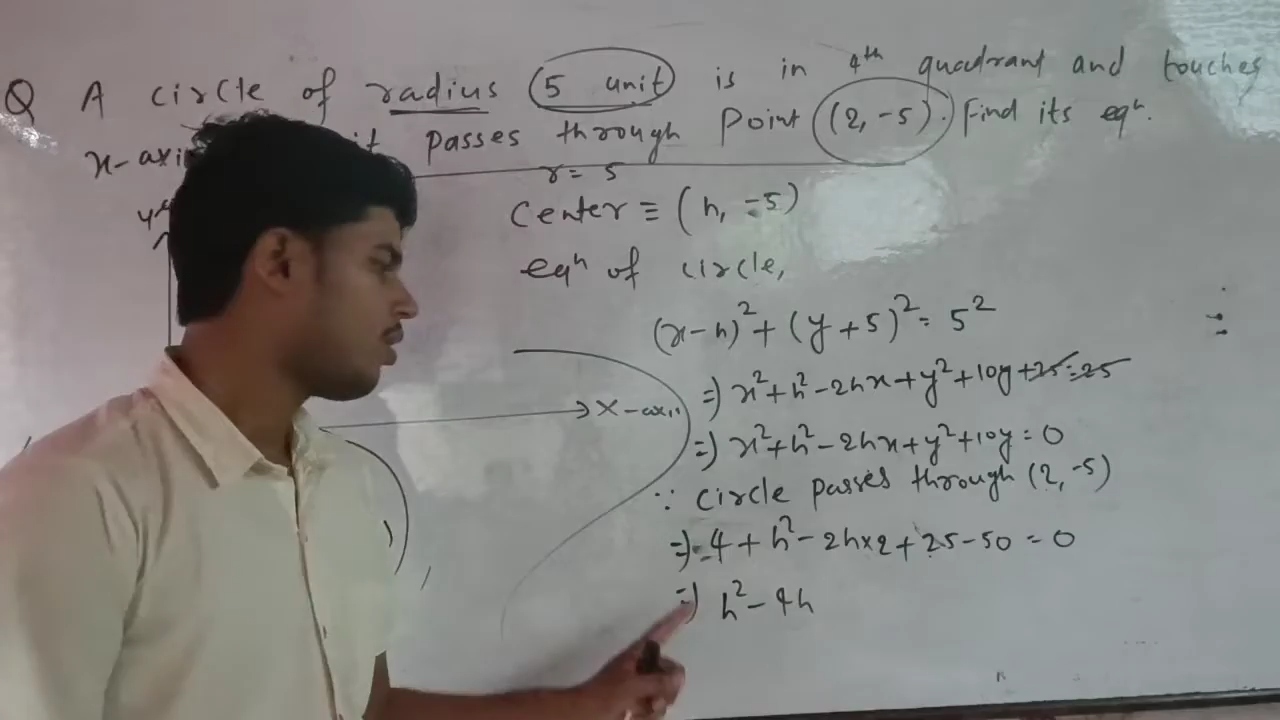 Q A circle of radius (5 unit) is in 4th quadrant and touches
x-axis it passes through Point (2, -5). Find its eqn.
r = 5
Center ≡ (h, -5)
eqn of circle,
(x-h)² + (y+5)² = 5²
=) x²+h²-2hx+y²+10y+25=25
X-axis
=) x²+h²-2hx+y²+10y=0
∵ circle passes through (2, -5)
=) 4+h²-2h×2+25-50=0
=) h²-4h